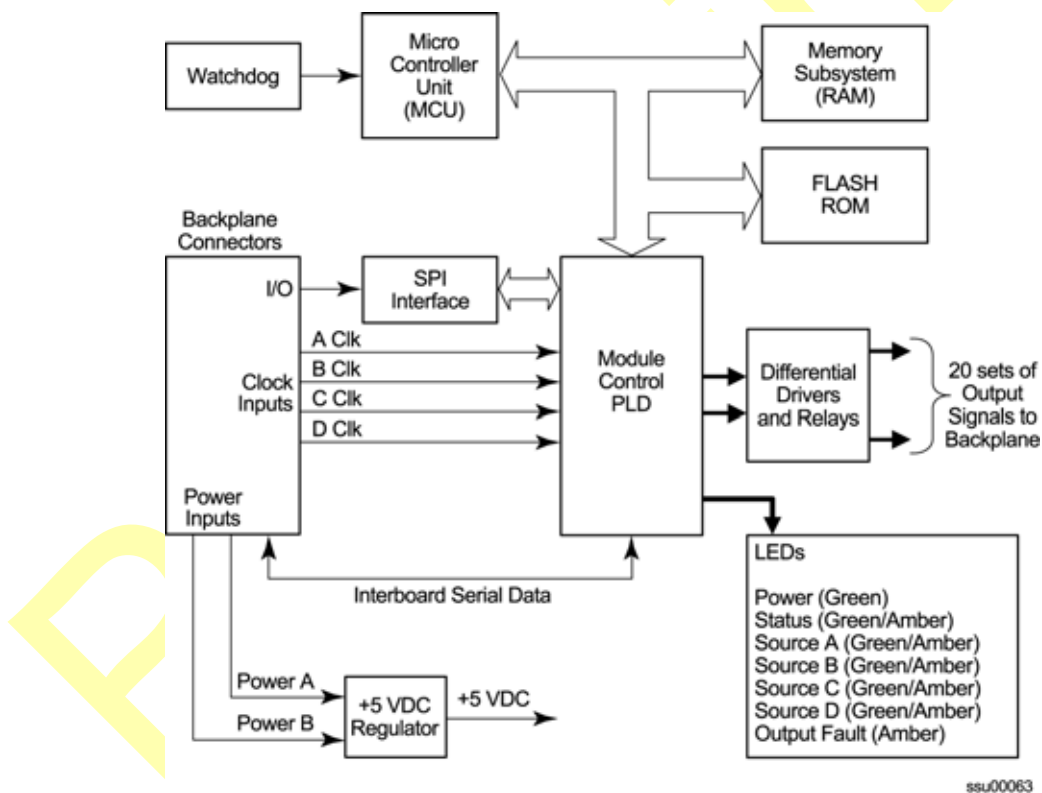 Watchdog
Micro
Controller
Unit
(MCU)
Memory
Subsystem
(RAM)
FLASH
ROM
Backplane
Connectors
I/O
SPI
Interface
A Clk
B Clk
C Clk
D Clk
Clock
Inputs
Module
Control
PLD
Differential
Drivers
and Relays
20 sets of
Output
Signals to
Backplane
Power
Inputs
Interboard Serial Data
LEDs
Power (Green)
Status (Green/Amber)
Source A (Green/Amber)
Source B (Green/Amber)
Source C (Green/Amber)
Source D (Green/Amber)
Output Fault (Amber)
Power A
Power B
+5 VDC
Regulator
+5 VDC
ssu00063